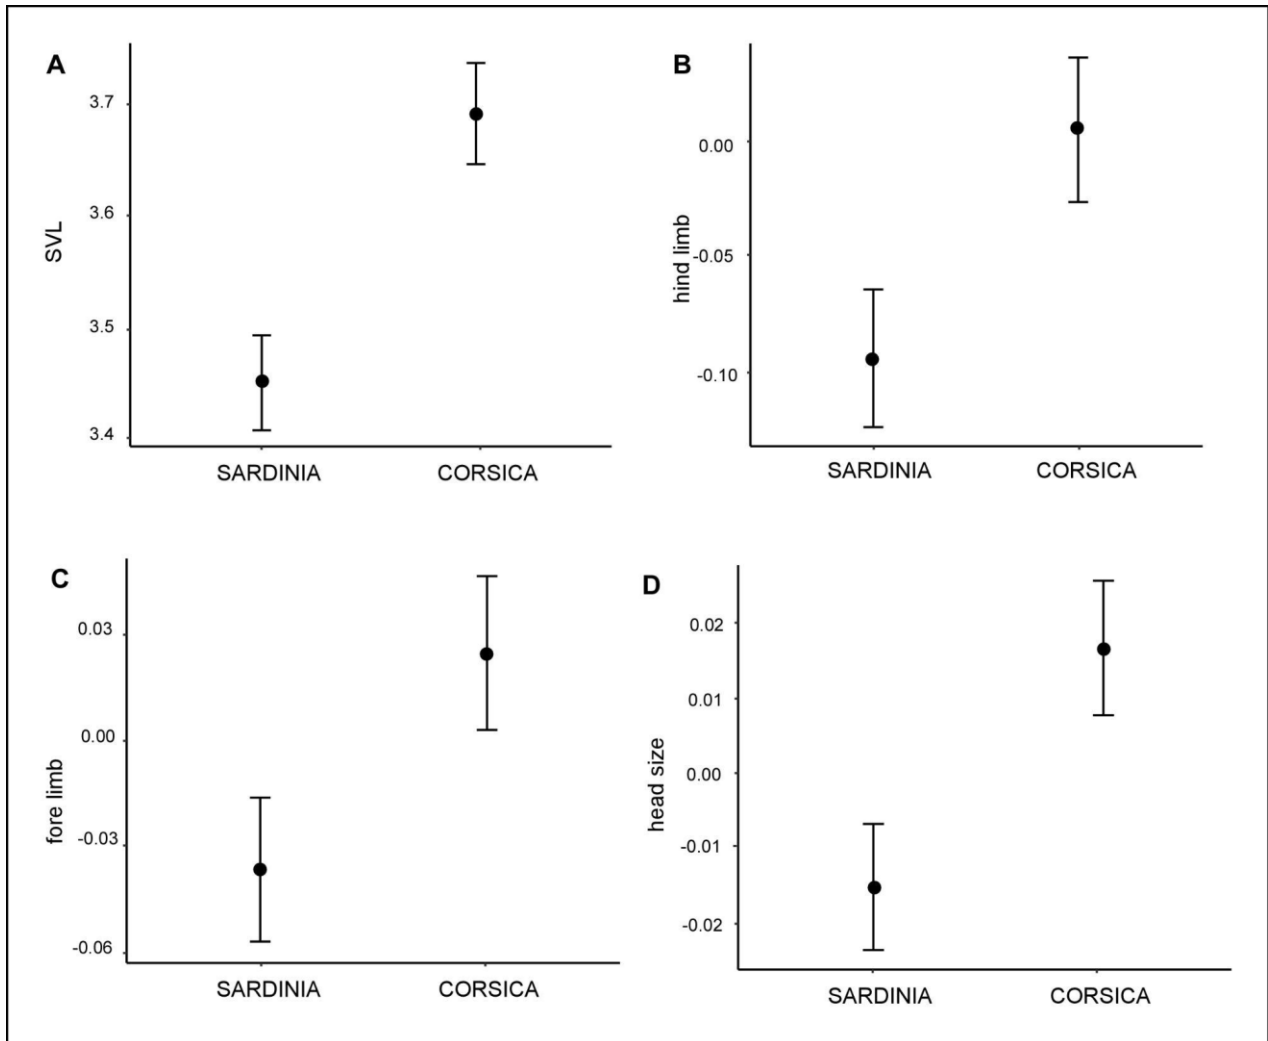 A
3.7
3.6
SVL
3.5
3.4
SARDINIA CORSICA
B
0.00
hind limb
-0.05
-0.10
SARDINIA CORSICA
C
0.03
0.00
fore limb
-0.03
-0.06
SARDINIA CORSICA
D
0.02
0.01
head size
0.00
-0.01
-0.02
SARDINIA CORSICA